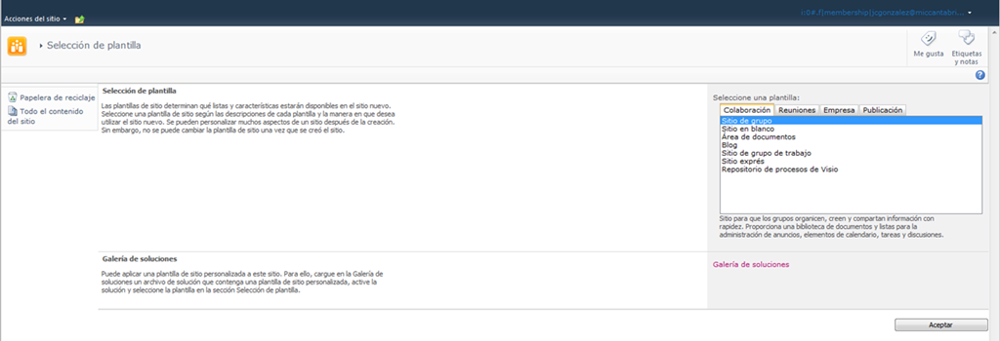 Acciones del sitio
i:0#.f|membership|jcgonzalez@miccantabri...
Selección de plantilla
Me gusta
Etiquetas
y notas
Papelera de reciclaje
Todo el contenido
del sitio
Selección de plantilla
Las plantillas de sitio determinan qué listas y características estarán disponibles en el sitio nuevo.
Seleccione una plantilla de sitio según las descripciones de cada plantilla y la manera en que desea
utilizar el sitio nuevo. Se pueden personalizar muchos aspectos de un sitio después de la creación.
Sin embargo, no se puede cambiar la plantilla de sitio una vez que se creó el sitio.
Seleccione una plantilla:
Colaboración Reuniones Empresa Publicación
Sitio de grupo
Sitio en blanco
Área de documentos
Blog
Sitio de grupo de trabajo
Sitio exprés
Repositorio de procesos de Visio
Sitio para que los grupos organicen, creen y compartan información con
rapidez. Proporciona una biblioteca de documentos y listas para la
administración de anuncios, elementos de calendario, tareas y discusiones.
Galería de soluciones
Puede aplicar una plantilla de sitio personalizada a este sitio. Para ello, cargue en la Galería de
soluciones un archivo de solución que contenga una plantilla de sitio personalizada, active la
solución y seleccione la plantilla en la sección Selección de plantilla.
Galería de soluciones
Aceptar